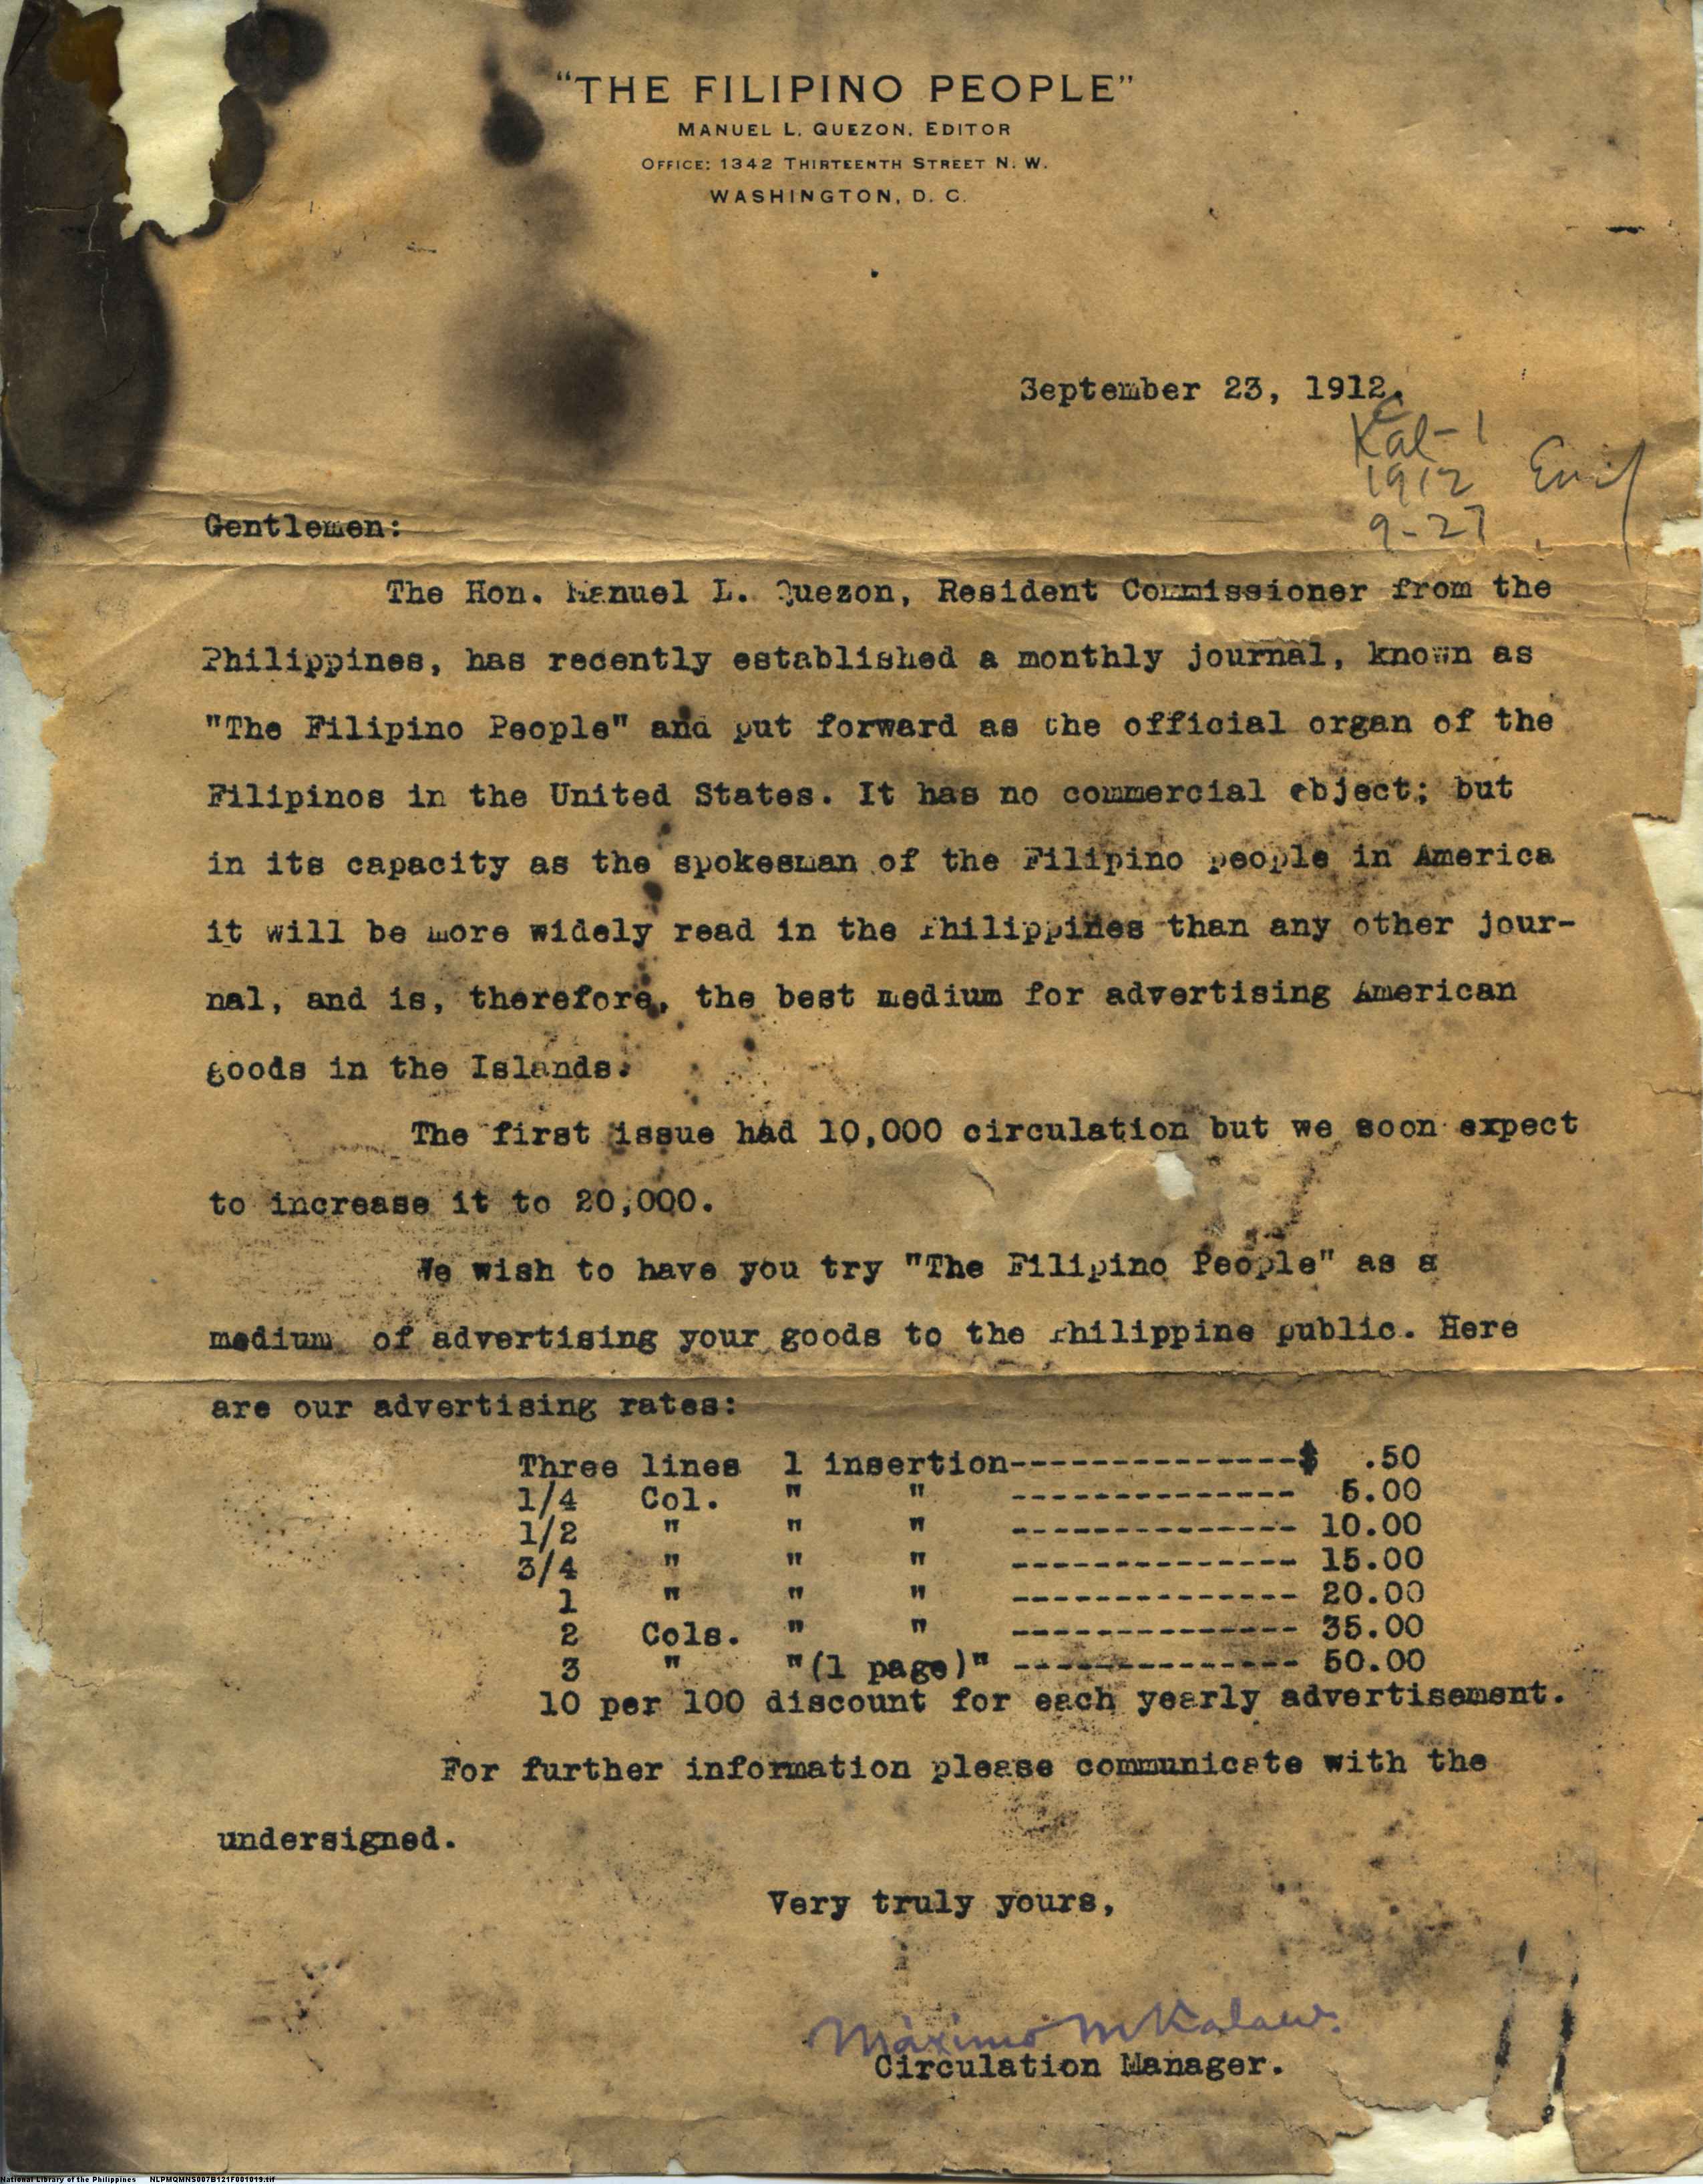 "THE FILIPINO PEOPLE"
MANUEL L. QUEZON, EDITOR
OFFICE: 1342 THIRTEENTH STREET N. W.
WASHINGTON, D. C.
September 23, 1912.
Kal-1
1912
9-27
Gentlemen:
The Hon. Manuel L. Quezon, Resident Commissioner from the
Philippines, has recently established a monthly journal, known as
"The Filipino People" and put forward as the official organ of the
Filipinos in the United States. It has no commercial object; but
in its capacity as the spokesman of the Filipino people in America
it will be more widely read in the Philippines than any other jour-
nal, and is, therefore, the best medium for advertising American
goods in the Islands.
The first issue had 10,000 circulation but we soon expect
to increase it to 20,000.
We wish to have you try "The Filipino People" as a
medium of advertising your goods to the Philippine public. Here
are our advertising rates:
Three lines 1 insertion--------------$ .50
1/4 Col. " " -------------- 5.00
1/2 " " " -------------- 10.00
3/4 " " " -------------- 15.00
1 " " " -------------- 20.00
2 Cols. " " -------------- 35.00
3 " "(1 page)" -------------- 50.00
10 per 100 discount for each yearly advertisement.
For further information please communicate with the
undersigned.
Very truly yours,
Máximo M Kalaw.
Circulation Manager.
National Library of the Philippines NLPMQMNS007B121F001019.tif